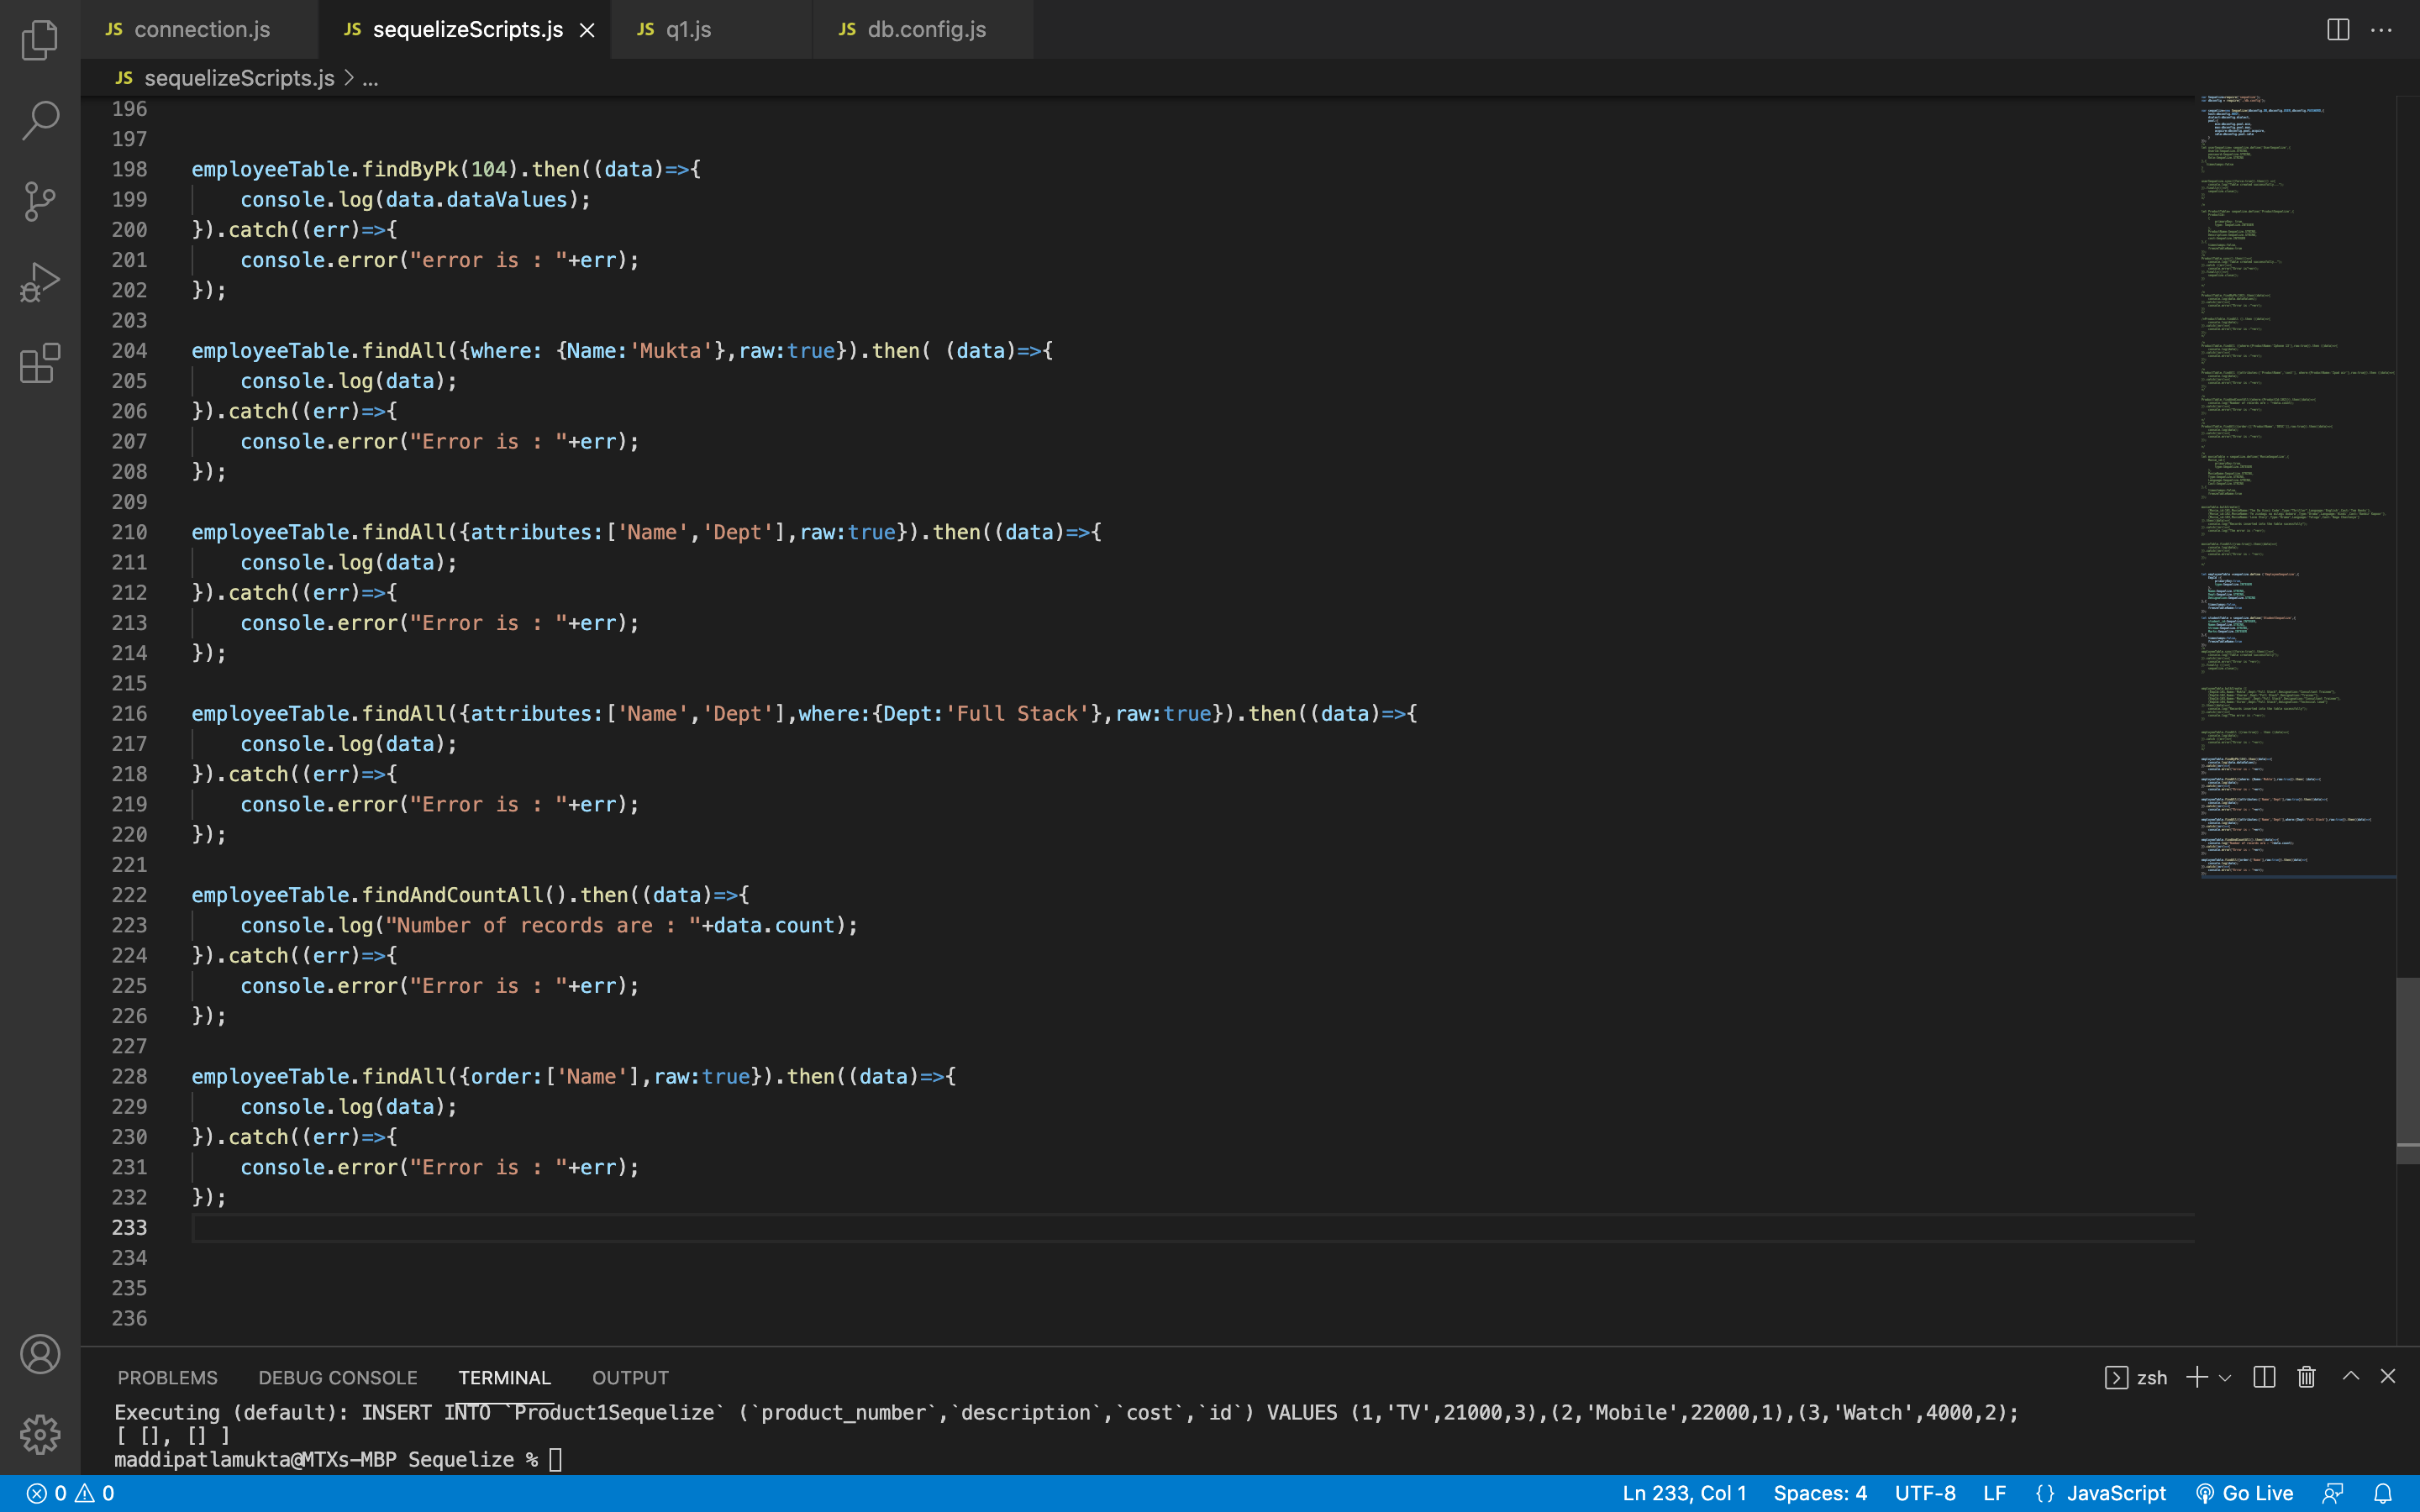 JS connection.js JS sequelizeScripts.js JS q1.js JS db.config.js
JS sequelizeScripts.js > ...
196
197
198 employeeTable.findByPk(104).then((data)=>{
199 console.log(data.dataValues);
200 }).catch((err)=>{
201 console.error("error is : "+err);
202 });
203
204 employeeTable.findAll({where: {Name:'Mukta'},raw:true}).then( (data)=>{
205 console.log(data);
206 }).catch((err)=>{
207 console.error("Error is : "+err);
208 });
209
210 employeeTable.findAll({attributes:['Name','Dept'],raw:true}).then((data)=>{
211 console.log(data);
212 }).catch((err)=>{
213 console.error("Error is : "+err);
214 });
215
216 employeeTable.findAll({attributes:['Name','Dept'],where:{Dept:'Full Stack'},raw:true}).then((data)=>{
217 console.log(data);
218 }).catch((err)=>{
219 console.error("Error is : "+err);
220 });
221
222 employeeTable.findAndCountAll().then((data)=>{
223 console.log("Number of records are : "+data.count);
224 }).catch((err)=>{
225 console.error("Error is : "+err);
226 });
227
228 employeeTable.findAll({order:['Name'],raw:true}).then((data)=>{
229 console.log(data);
230 }).catch((err)=>{
231 console.error("Error is : "+err);
232 });
233
234
235
236
PROBLEMS DEBUG CONSOLE TERMINAL OUTPUT zsh
Executing (default): INSERT INTO `Product1Sequelize` (`product_number`,`description`,`cost`,`id`) VALUES (1,'TV',21000,3),(2,'Mobile',22000,1),(3,'Watch',4000,2);
[ [], [] ]
maddipatlamukta@MTXs-MBP Sequelize %
0 0 Ln 233, Col 1 Spaces: 4 UTF-8 LF {} JavaScript Go Live